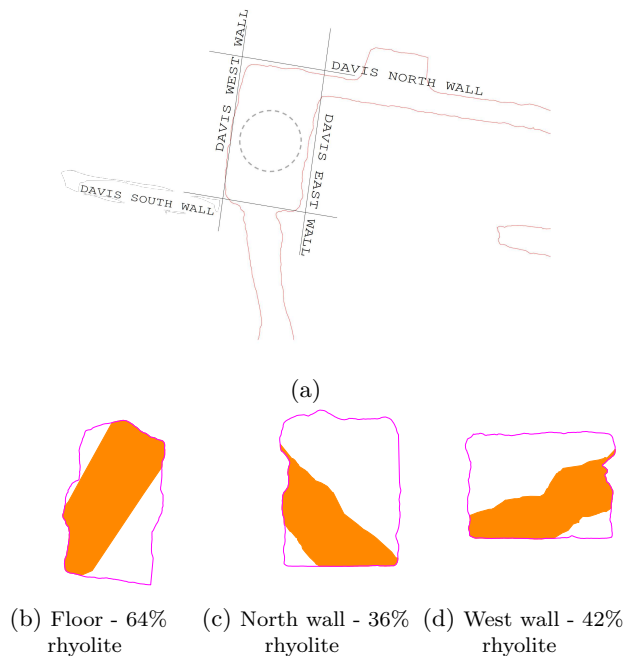 DAVIS WEST WALL
DAVIS NORTH WALL
DAVIS EAST WALL
DAVIS SOUTH WALL
(a)
(b) Floor - 64% rhyolite
(c) North wall - 36% rhyolite
(d) West wall - 42% rhyolite